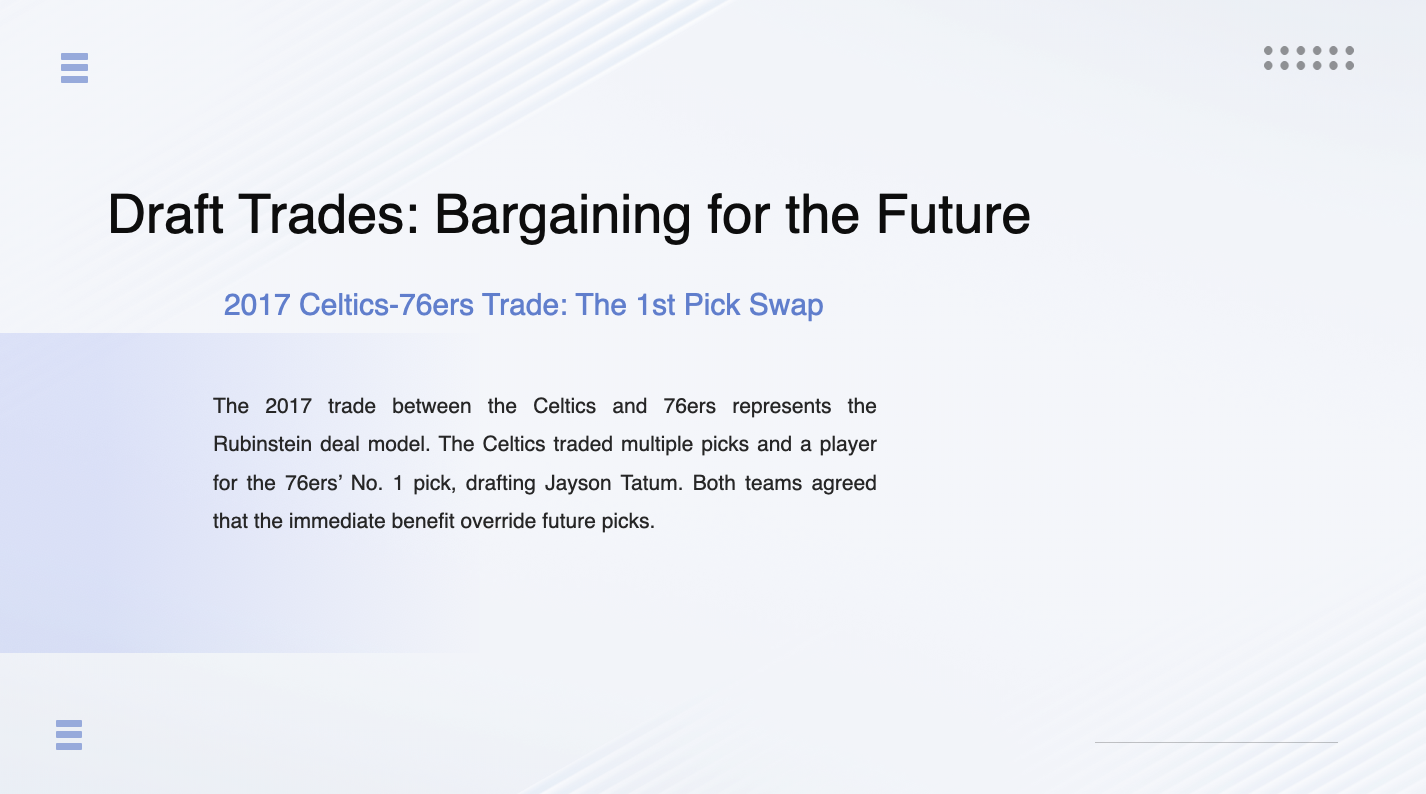 Draft Trades: Bargaining for the Future
2017 Celtics-76ers Trade: The 1st Pick Swap
The 2017 trade between the Celtics and 76ers represents the
Rubinstein deal model. The Celtics traded multiple picks and a player
for the 76ers’ No. 1 pick, drafting Jayson Tatum. Both teams agreed
that the immediate benefit override future picks.